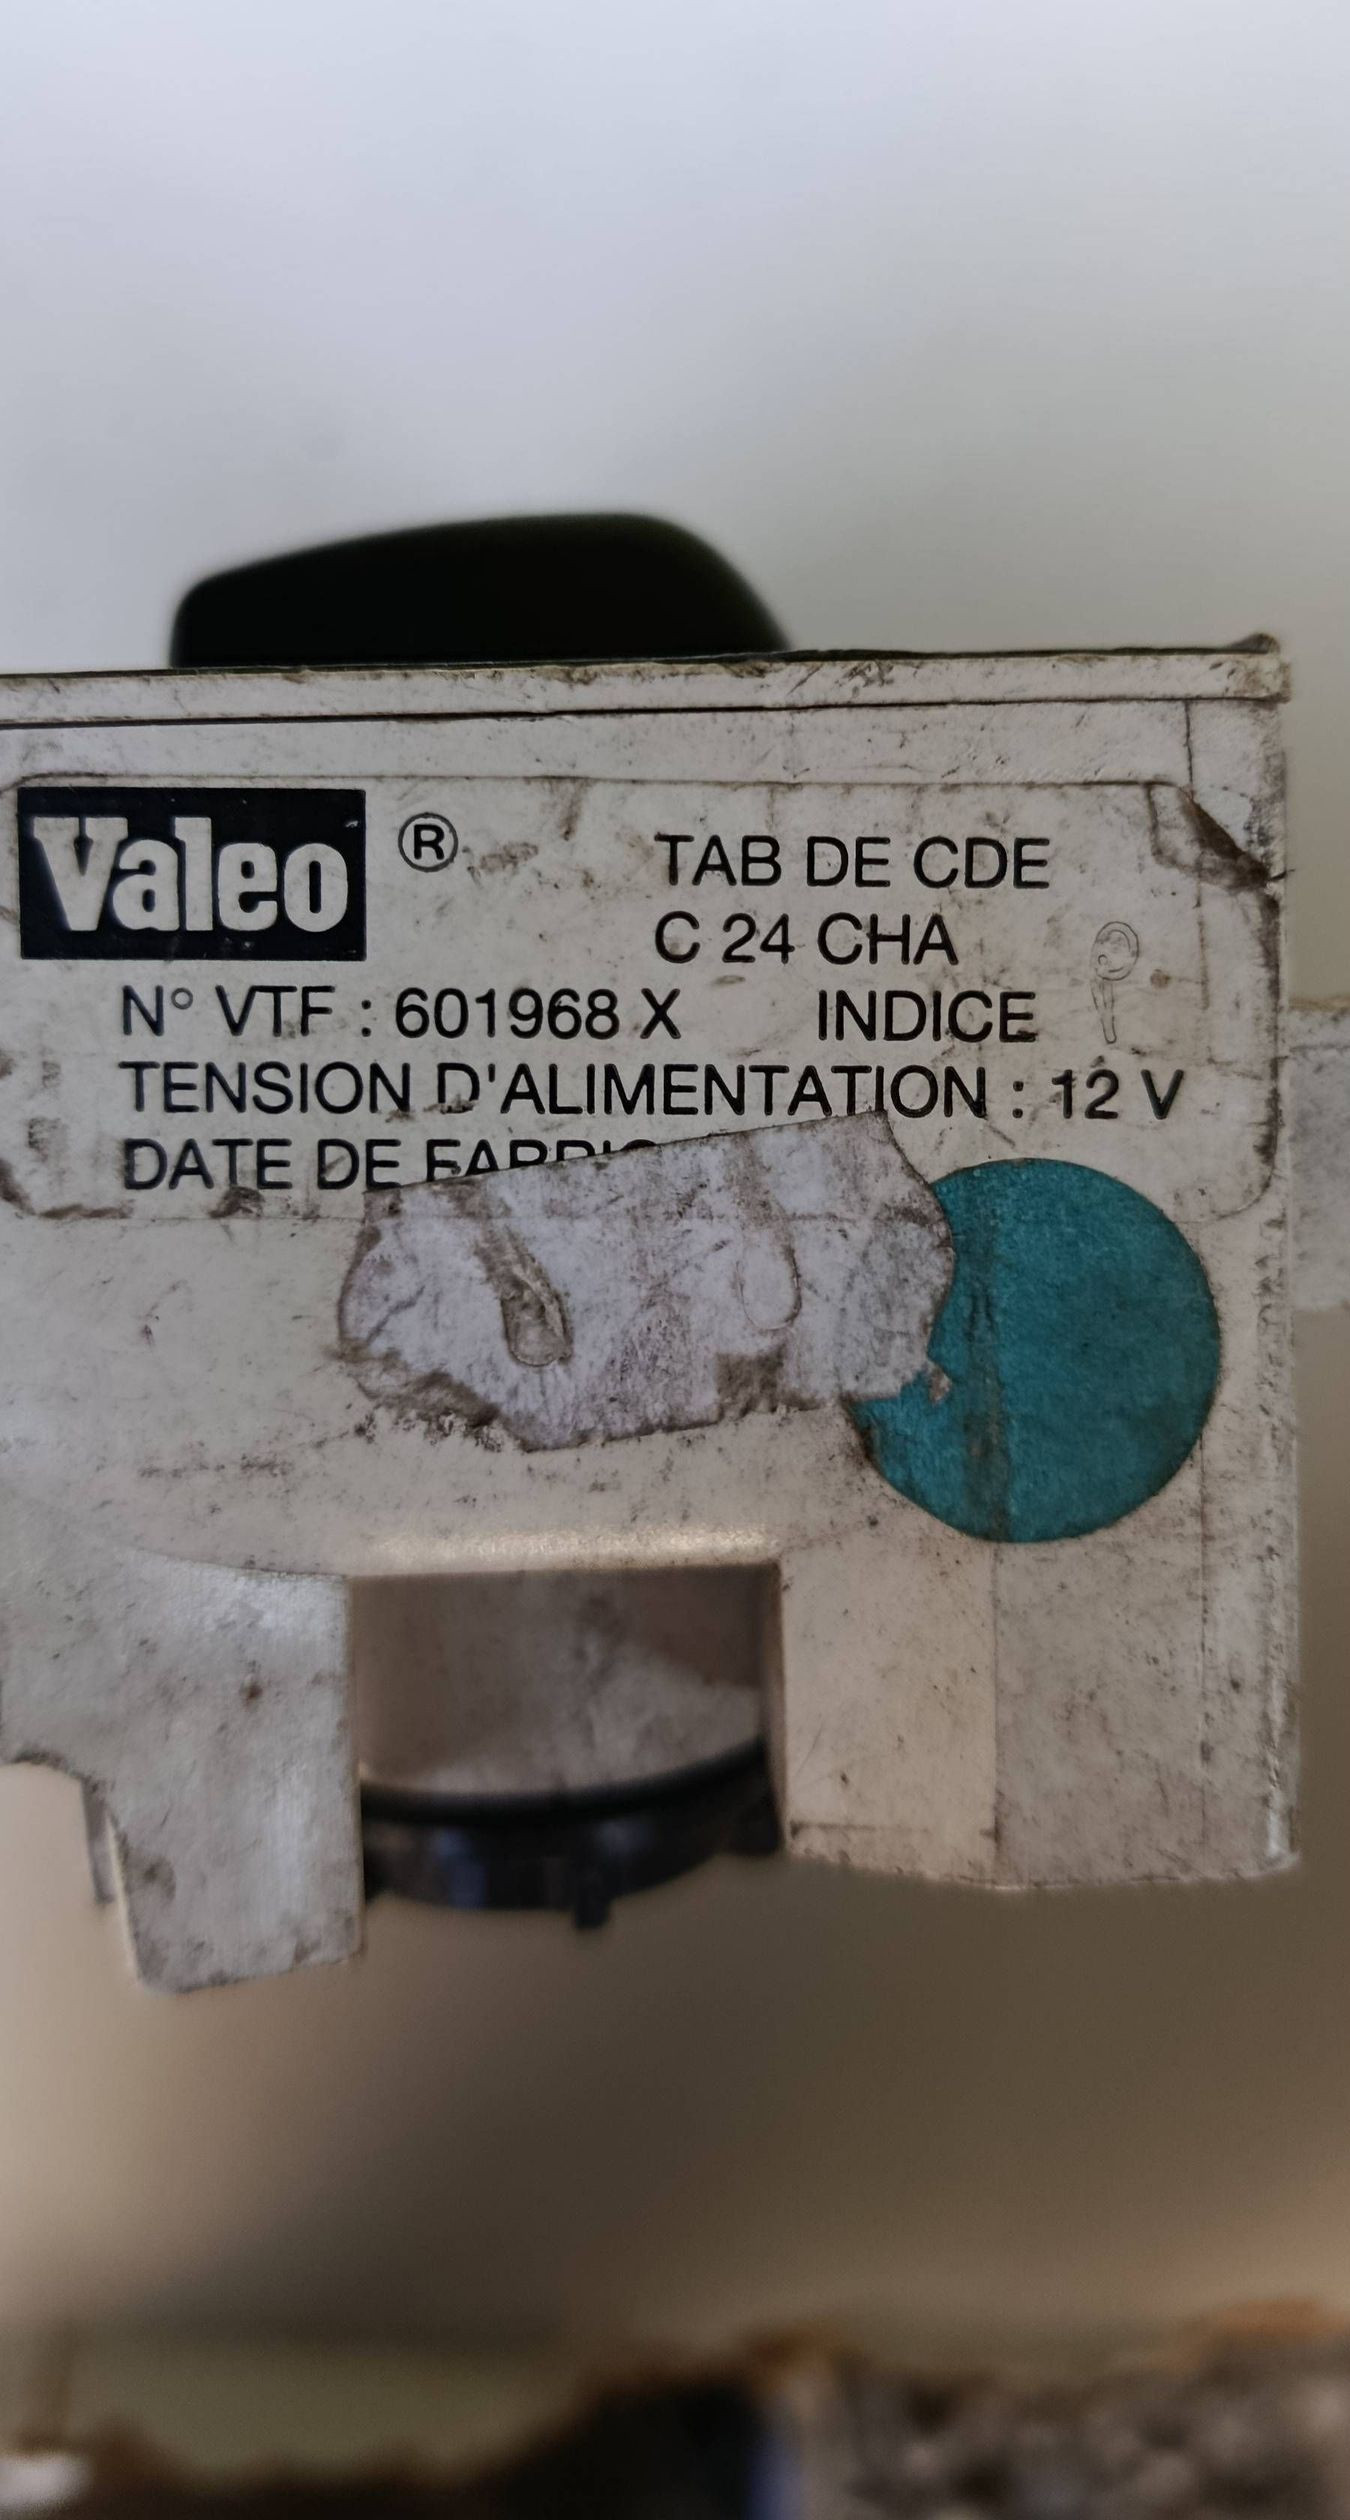 Valeo ® TAB DE CDE
C 24 CHA
N° VTF : 601968 X INDICE
TENSION D'ALIMENTATION : 12 V
DATE DE